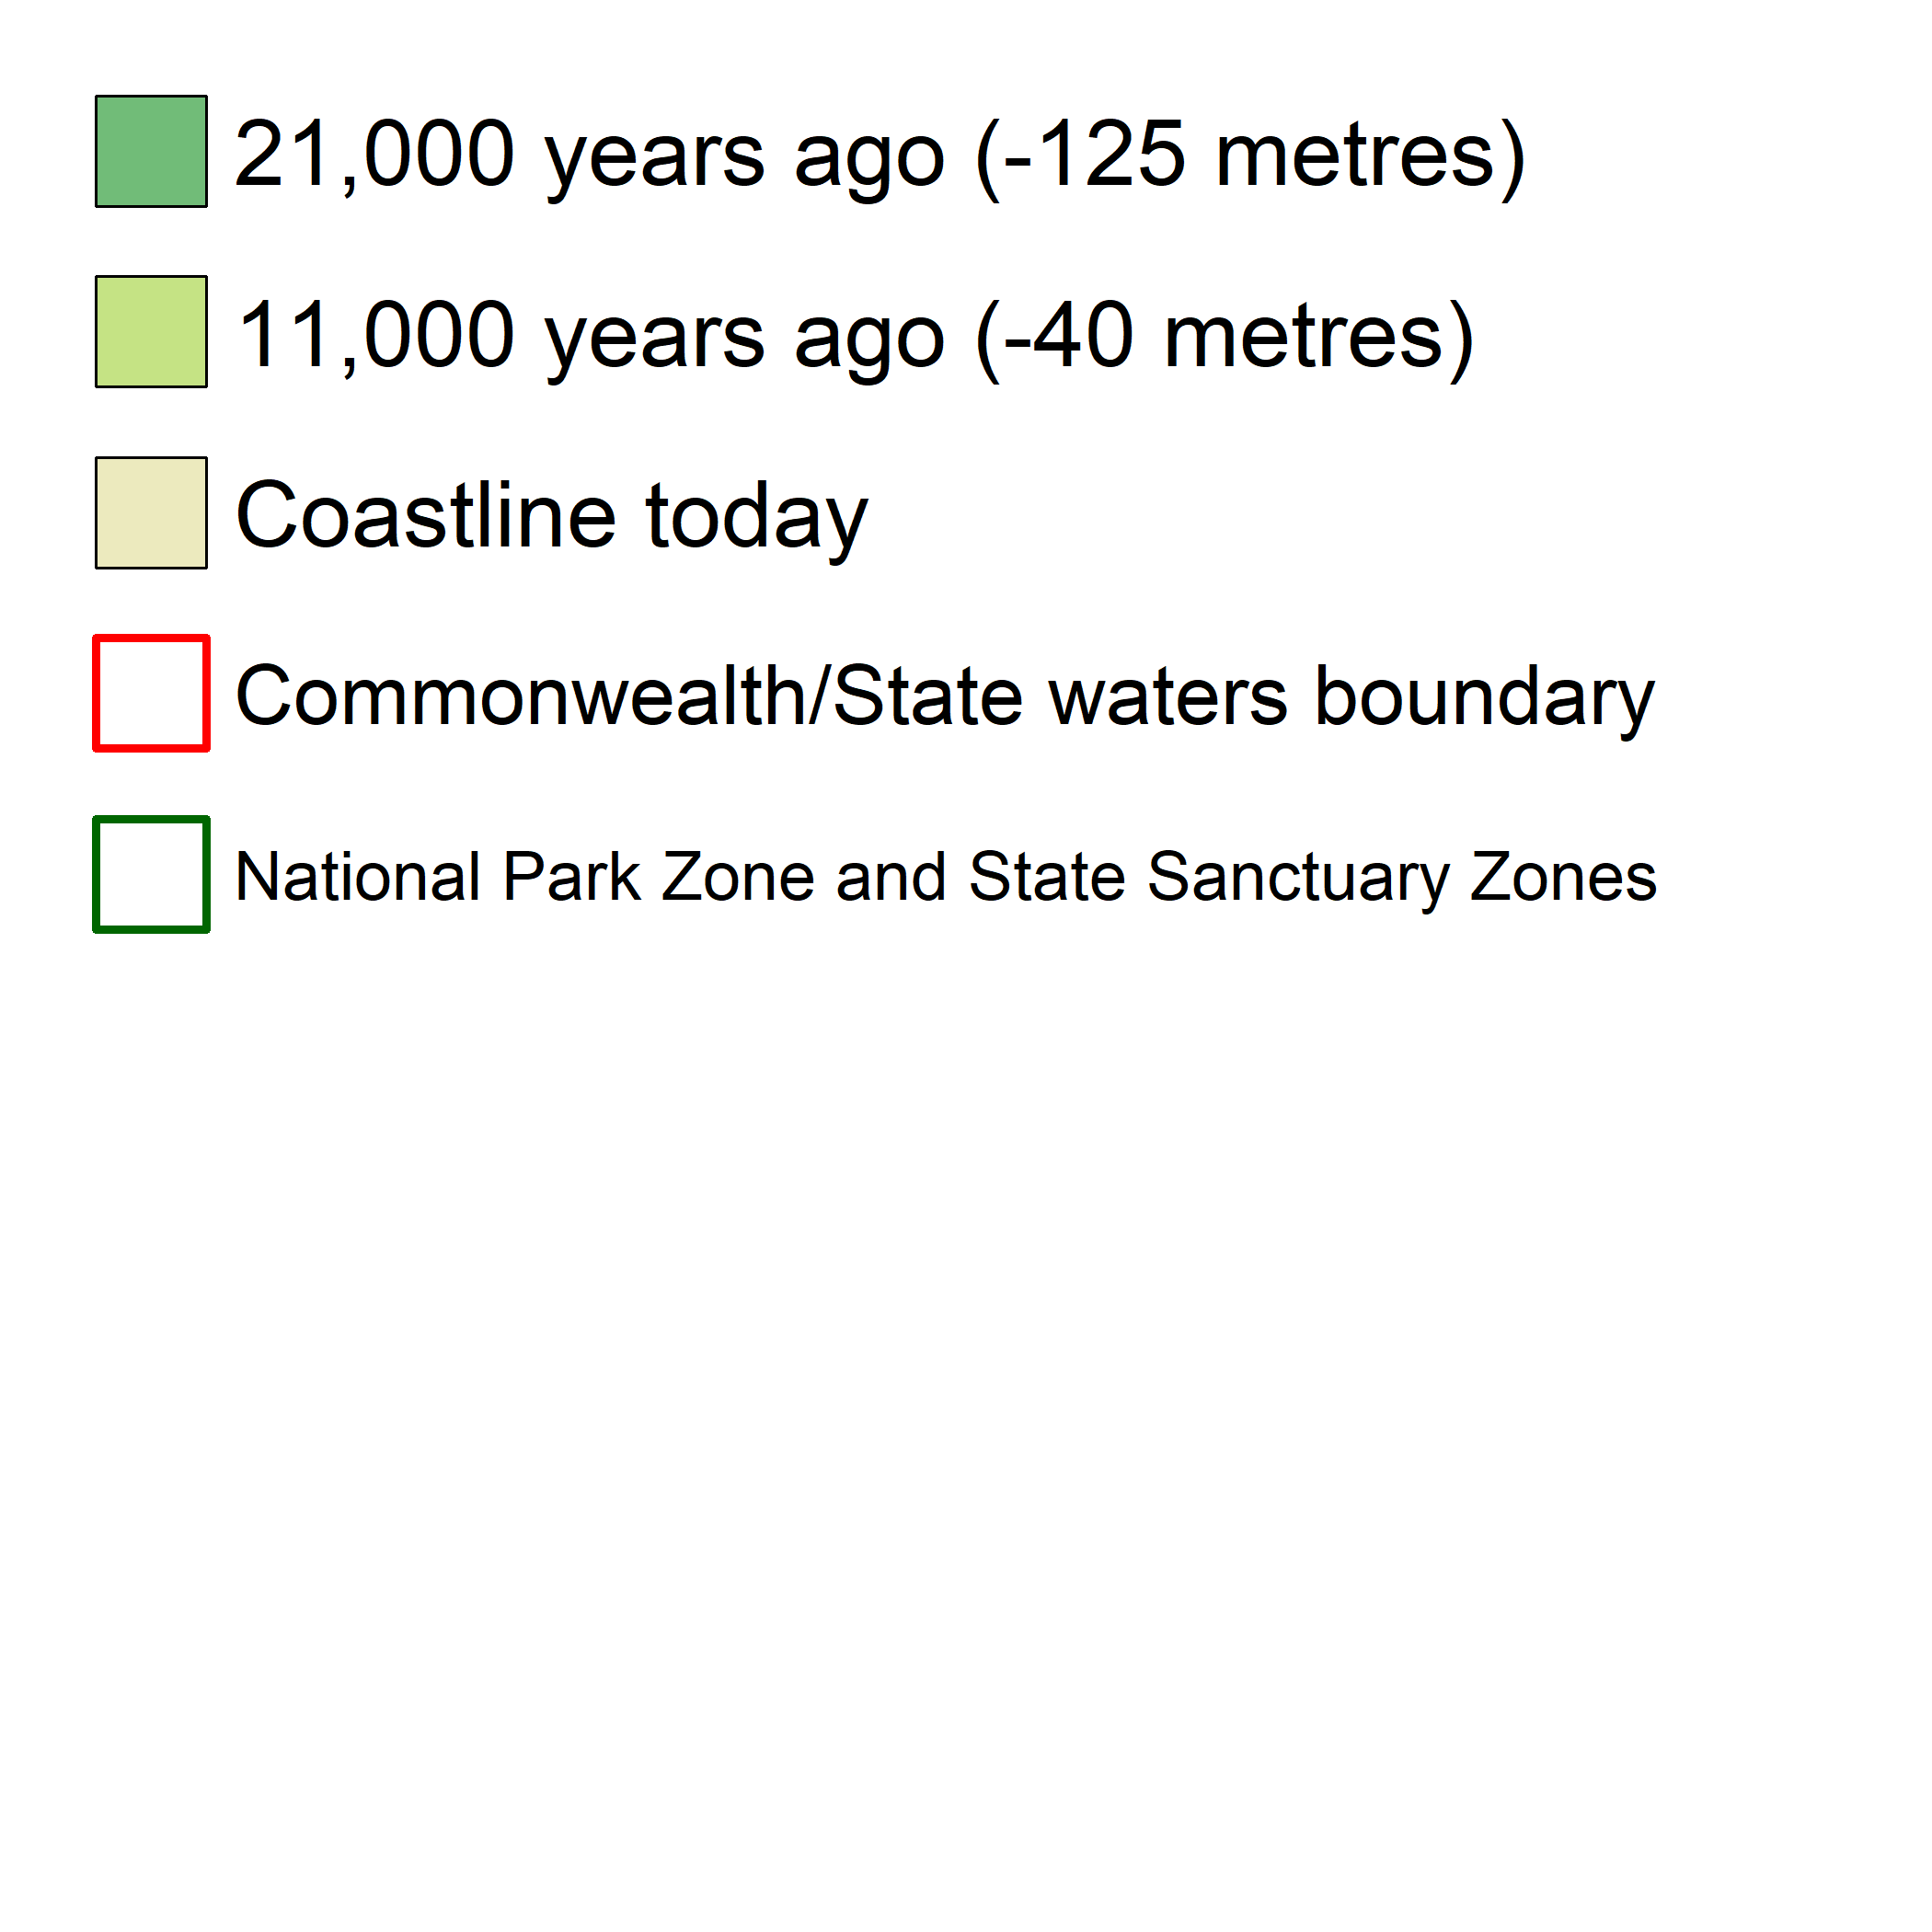 21,000 years ago (-125 metres)
11,000 years ago (-40 metres)
Coastline today
Commonwealth/State waters boundary
National Park Zone and State Sanctuary Zones